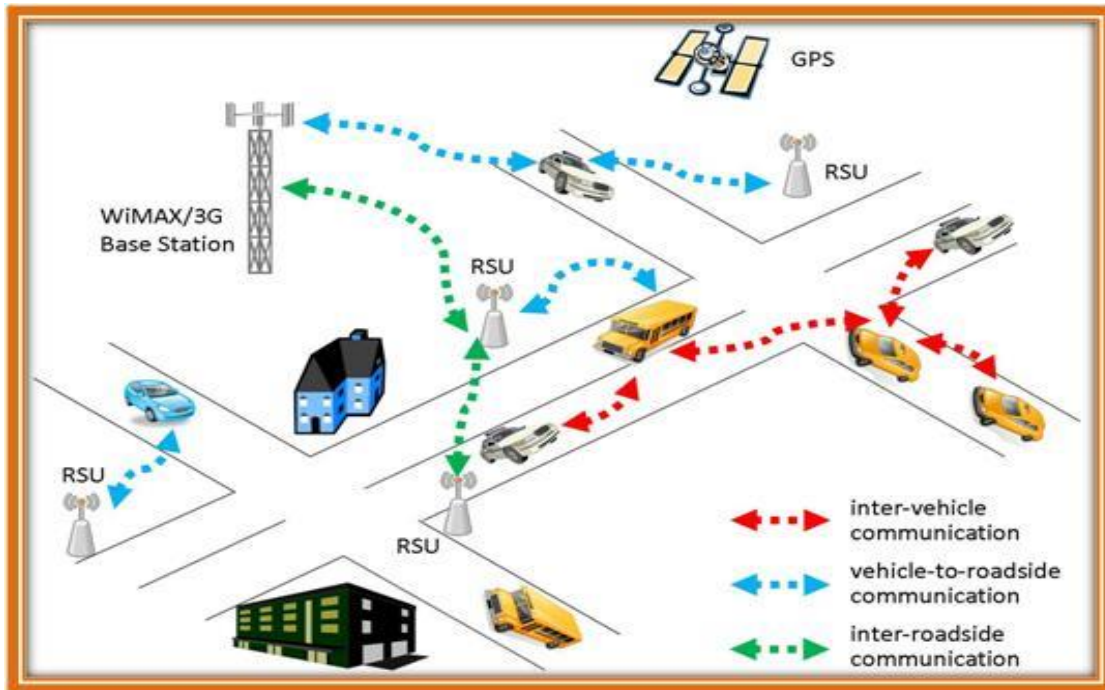 GPS
RSU
WiMAX/3G
Base Station
RSU
RSU
RSU
inter-vehicle
communication
vehicle-to-roadside
communication
inter-roadside
communication